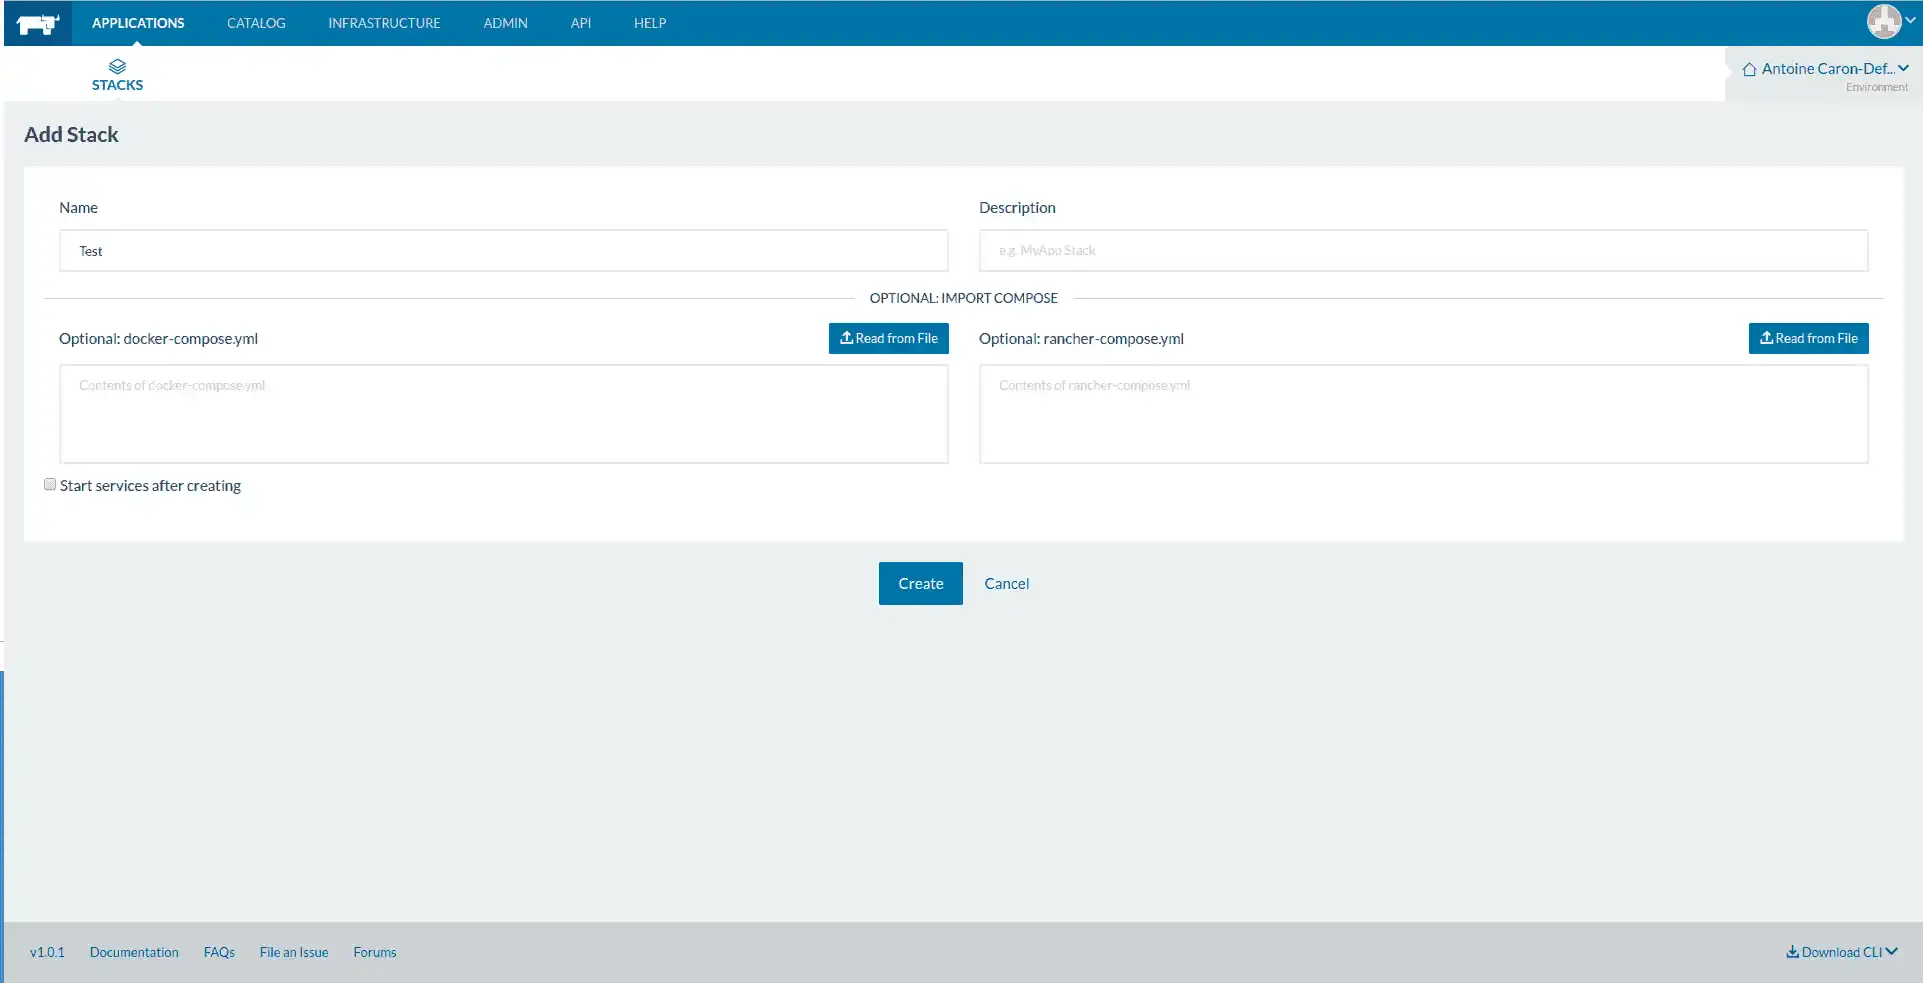 APPLICATIONS CATALOG INFRASTRUCTURE ADMIN API HELP
STACKS
Antoine Caron-Def...
Environment
Add Stack
Name Description
Test e.g. MyApp Stack
OPTIONAL: IMPORT COMPOSE
Optional: docker-compose.yml Read from File Optional: rancher-compose.yml Read from File
Contents of docker-compose.yml Contents of rancher-compose.yml
Start services after creating
Create Cancel
v1.0.1 Documentation FAQs File an Issue Forums Download CLI